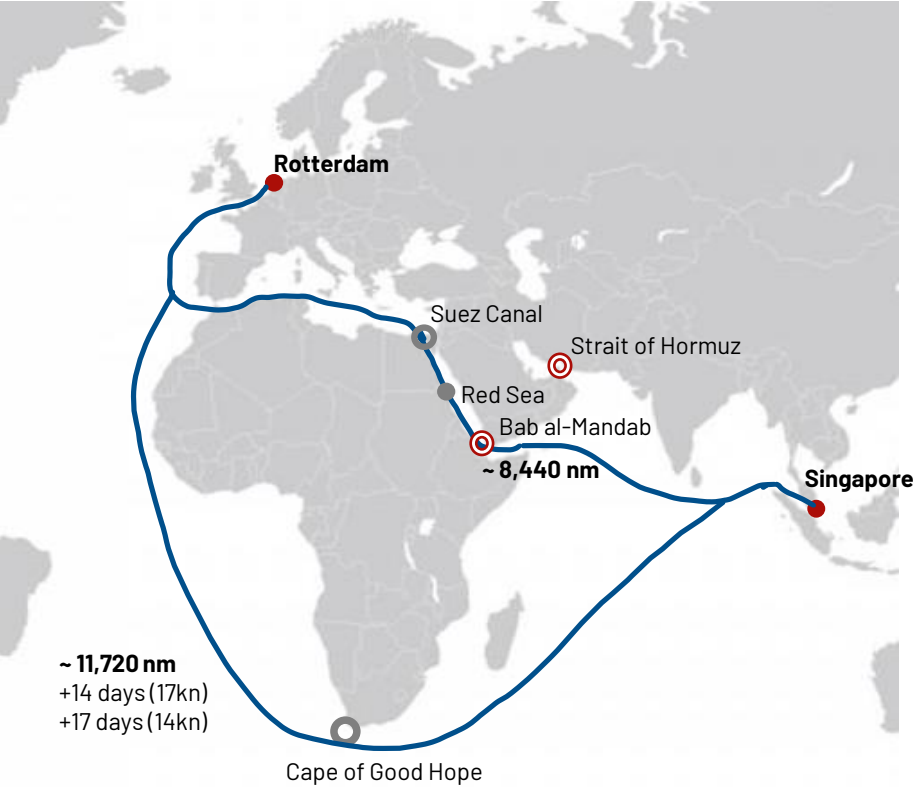 Rotterdam
Suez Canal
Strait of Hormuz
Red Sea
Bab al-Mandab
~ 8,440 nm
Singapore
~ 11,720 nm
+14 days (17kn)
+17 days (14kn)
Cape of Good Hope